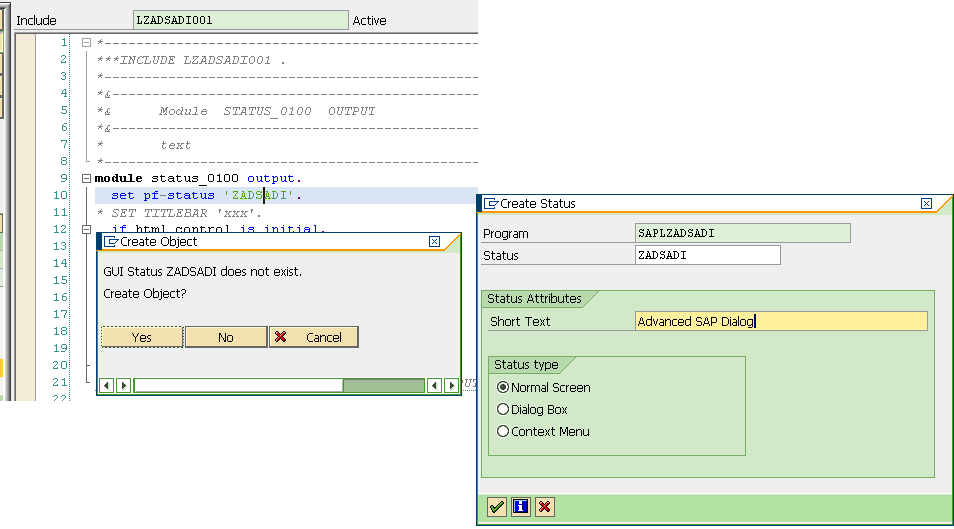 Include LZADSADIO01 Active
1 *-----------------------------------------------------
2 ***INCLUDE LZADSADIO01 .
3 *-----------------------------------------------------
4 *&----------------------------------------------------
5 *& Module STATUS_0100 OUTPUT
6 *&----------------------------------------------------
7 * text
8 *-----------------------------------------------------
9 module status_0100 output.
10 set pf-status 'ZADSADI'.
11 * SET TITLEBAR 'xxx'.
12 if html_control is initial.
13
14
15
16
17
18
19
20
21
22
Create Object
GUI Status ZADSADI does not exist.
Create Object?
Yes No Cancel
Create Status
Program SAPLZADSADI
Status ZADSADI
Status Attributes
Short Text Advanced SAP Dialog
Status type
Normal Screen
Dialog Box
Context Menu